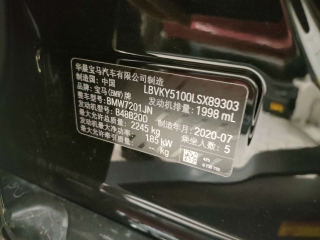 华晨宝马汽车有限公司制造
制造国：中国 LBVKY5100LSXB9303
品牌：宝马(BMW)牌 发动机排量：1998 mL
整车型号：BMW7201JN
发动机型号：B48B20D
最大允许总质量：2245 kg 制造年月：2020-07
发动机最大净功率：185 kW 乘坐人数：5